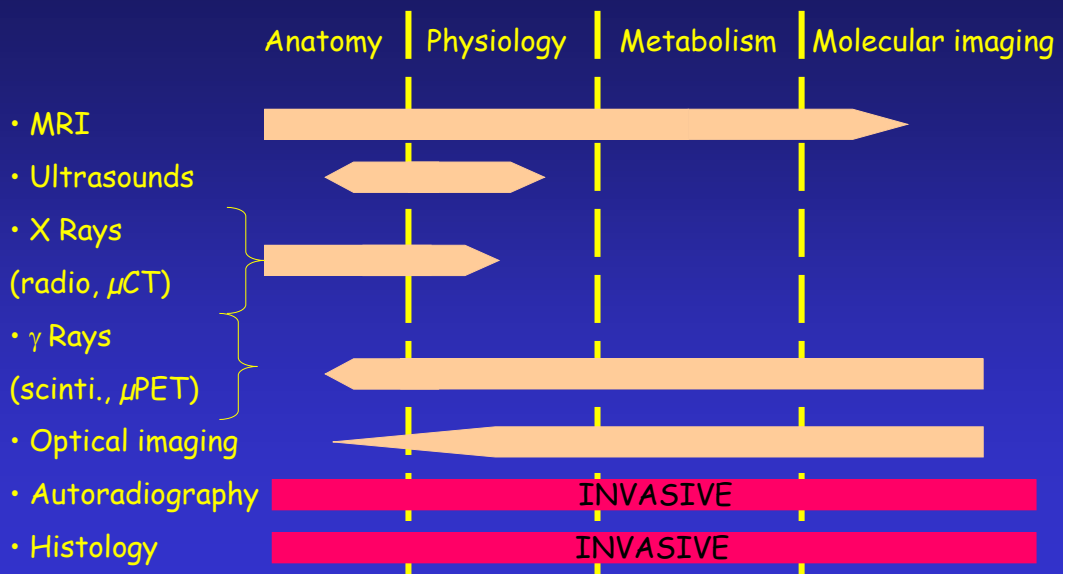 Anatomy Physiology Metabolism Molecular imaging
• MRI
• Ultrasounds
• X Rays
(radio, µCT)
• γ Rays
(scinti., µPET)
• Optical imaging
• Autoradiography INVASIVE
• Histology INVASIVE